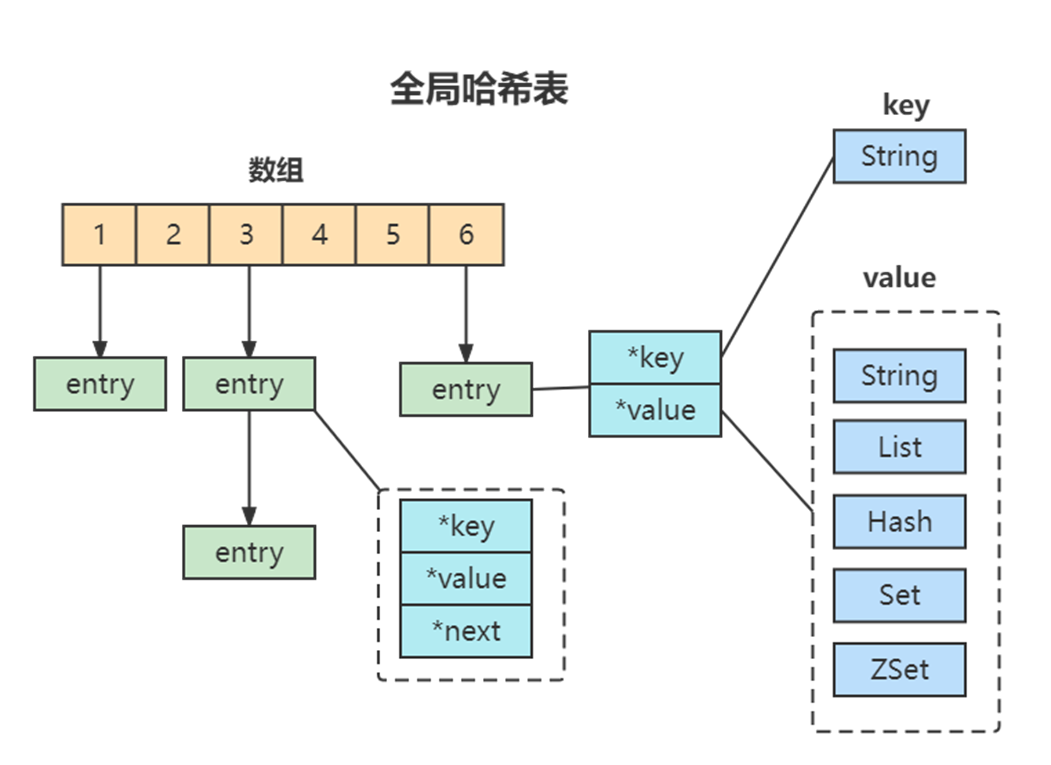 全局哈希表
数组
1 2 3 4 5 6
entry
entry
entry
entry
*key
*value
*next
*key
*value
key
String
value
String
List
Hash
Set
ZSet